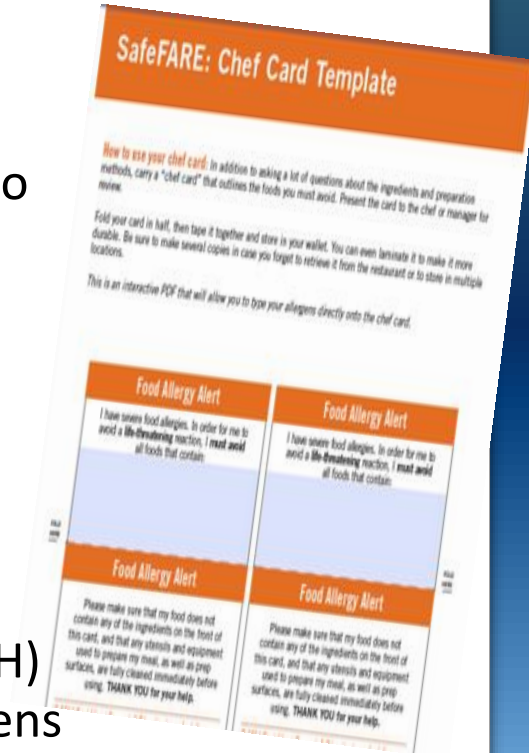 o
SafeFARE: Chef Card Template
How to use your chef card: In addition to asking a lot of questions about the ingredients and preparation
methods, carry a "chef card" that outlines the foods you must avoid. Present the card to the chef or manager for
review.
Fold your card in half, then tape it together and store in your wallet. You can even laminate it to make it more
durable. Be sure to make several copies in case you forget to retrieve it from the restaurant or to store in multiple
locations.
This is an interactive PDF that will allow you to type your allergens directly onto the chef card.
Food Allergy Alert
I have severe food allergies. In order for me to
avoid a life-threatening reaction, I must avoid
all foods that contain:
Food Allergy Alert
Please make sure that my food does not
contain any of the ingredients on the front of
this card, and that any utensils and equipment
used to prepare my meal, as well as prep
surfaces, are fully cleaned immediately before
using. THANK YOU for your help.
Food Allergy Alert
I have severe food allergies. In order for me to
avoid a life-threatening reaction, I must avoid
all foods that contain:
Food Allergy Alert
Please make sure that my food does not
contain any of the ingredients on the front of
this card, and that any utensils and equipment
used to prepare my meal, as well as prep
surfaces, are fully cleaned immediately before
using. THANK YOU for your help.
H)
ens